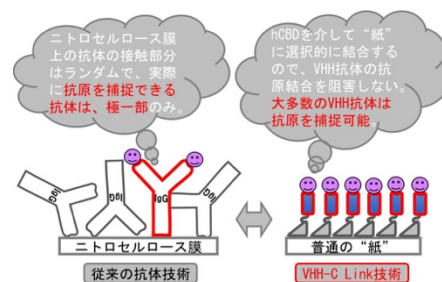 ニトロセルロース膜
上の抗体の接触部分
はランダムで、実際
に抗原を捕捉できる
抗体は、極一部のみ。
hCBDを介して“紙”
に選択的に結合する
ので、VHH抗体の抗
原結合を阻害しない。
大多数のVHH抗体は
抗原を捕捉可能。
IgG
IgG
IgG
IgG
ニトロセルロース膜
普通の“紙”
従来の抗体技術
VHH-C Link技術